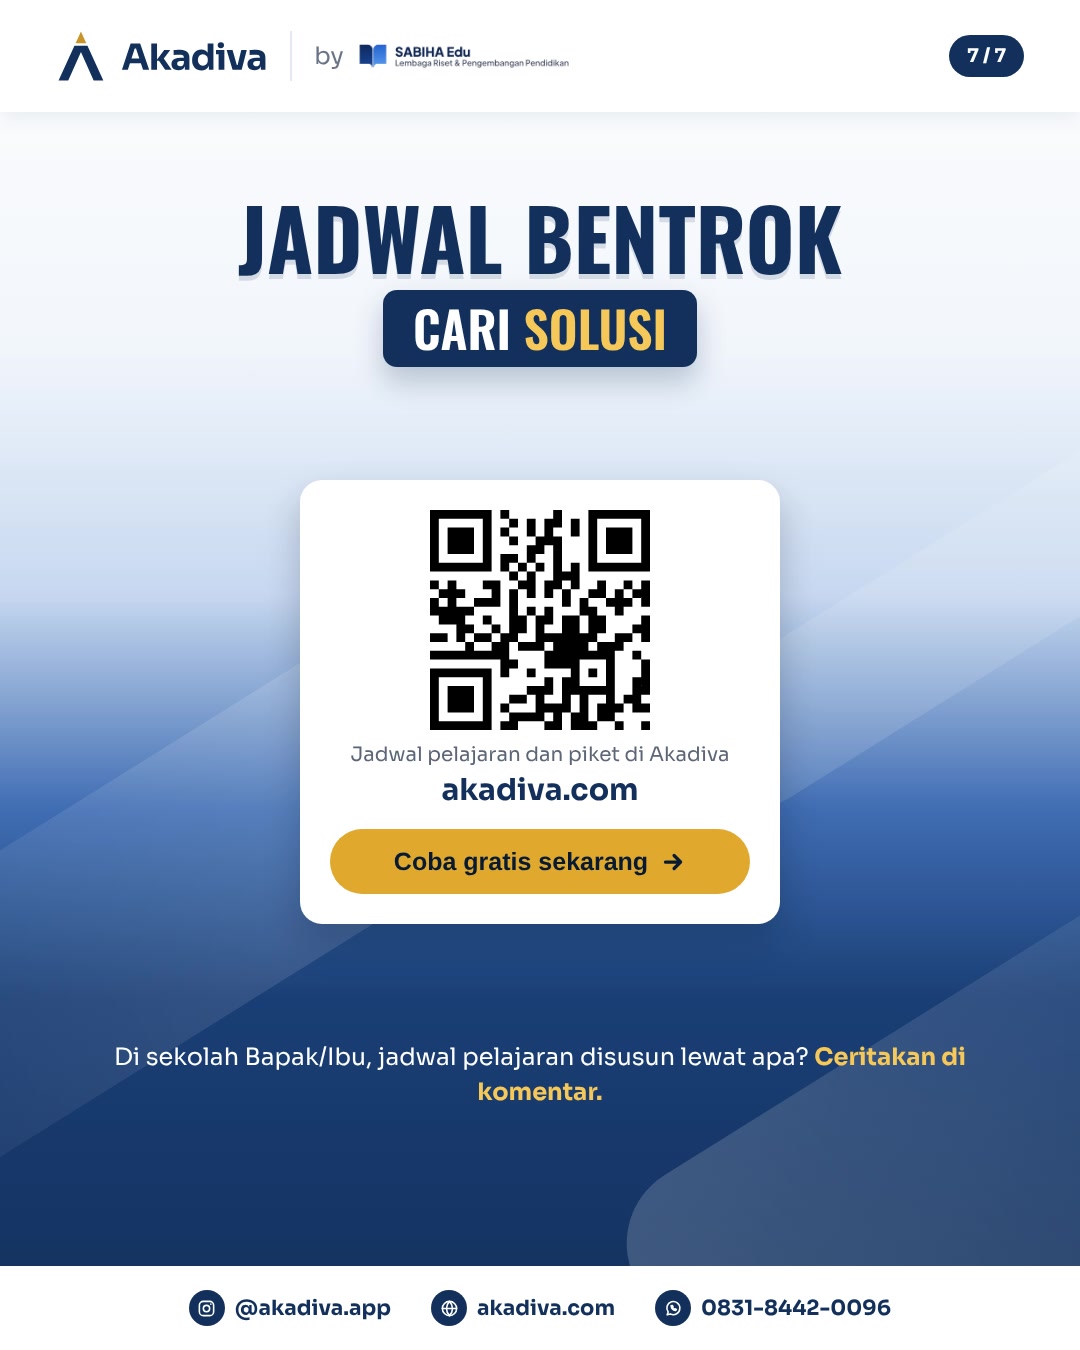 Akadiva
by
SABIHA Edu
Lembaga Riset & Pengembangan Pendidikan
7 / 7
JADWAL BENTROK
CARI SOLUSI
Jadwal pelajaran dan piket di Akadiva
akadiva.com
Coba gratis sekarang →
Di sekolah Bapak/Ibu, jadwal pelajaran disusun lewat apa? Ceritakan di
komentar.
@akadiva.app
akadiva.com
0831-8442-0096